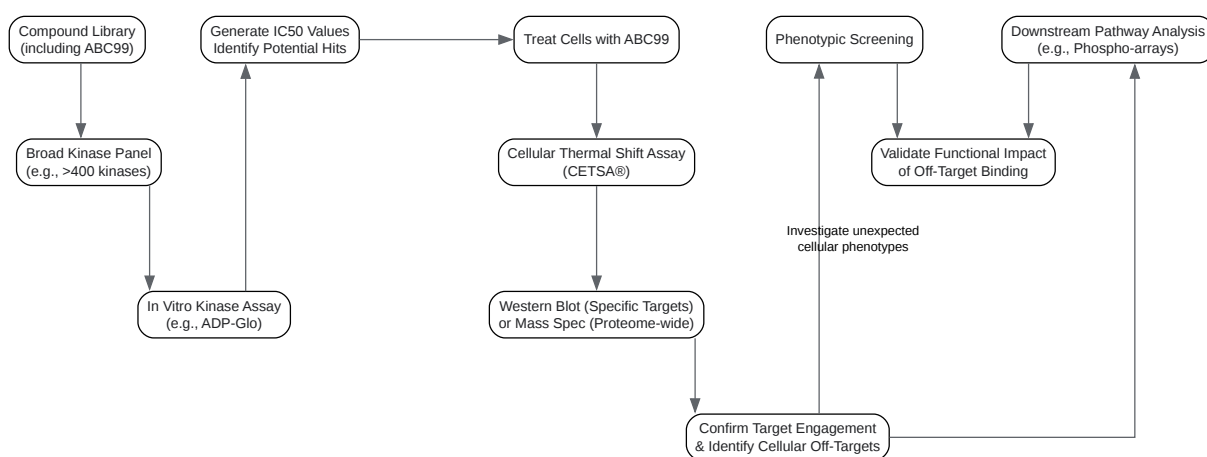 Compound Library
(including ABC99)
Generate IC50 Values
Identify Potential Hits
Treat Cells with ABC99
Phenotypic Screening
Downstream Pathway Analysis
(e.g., Phospho-arrays)
Broad Kinase Panel
(e.g., >400 kinases)
Cellular Thermal Shift Assay
(CETSA®)
Validate Functional Impact
of Off-Target Binding
Investigate unexpected
cellular phenotypes
In Vitro Kinase Assay
(e.g., ADP-Glo)
Western Blot (Specific Targets)
or Mass Spec (Proteome-wide)
Confirm Target Engagement
& Identify Cellular Off-Targets